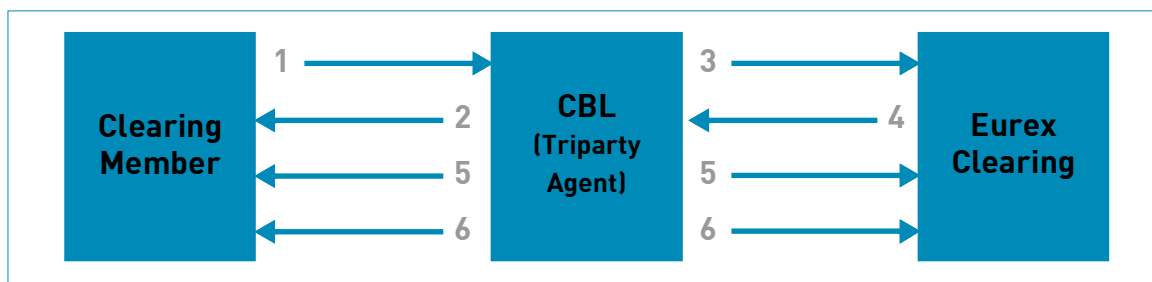 1
3
2
4
5
5
6
6
Clearing
Member
CBL
(Triparty
Agent)
Eurex
Clearing